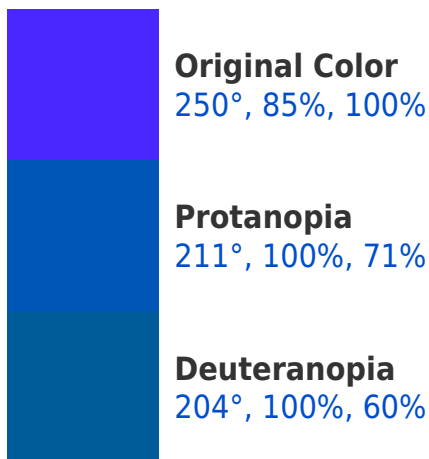 Original Color
250°, 85%, 100%
Protanopia
211°, 100%, 71%
Deuteranopia
204°, 100%, 60%